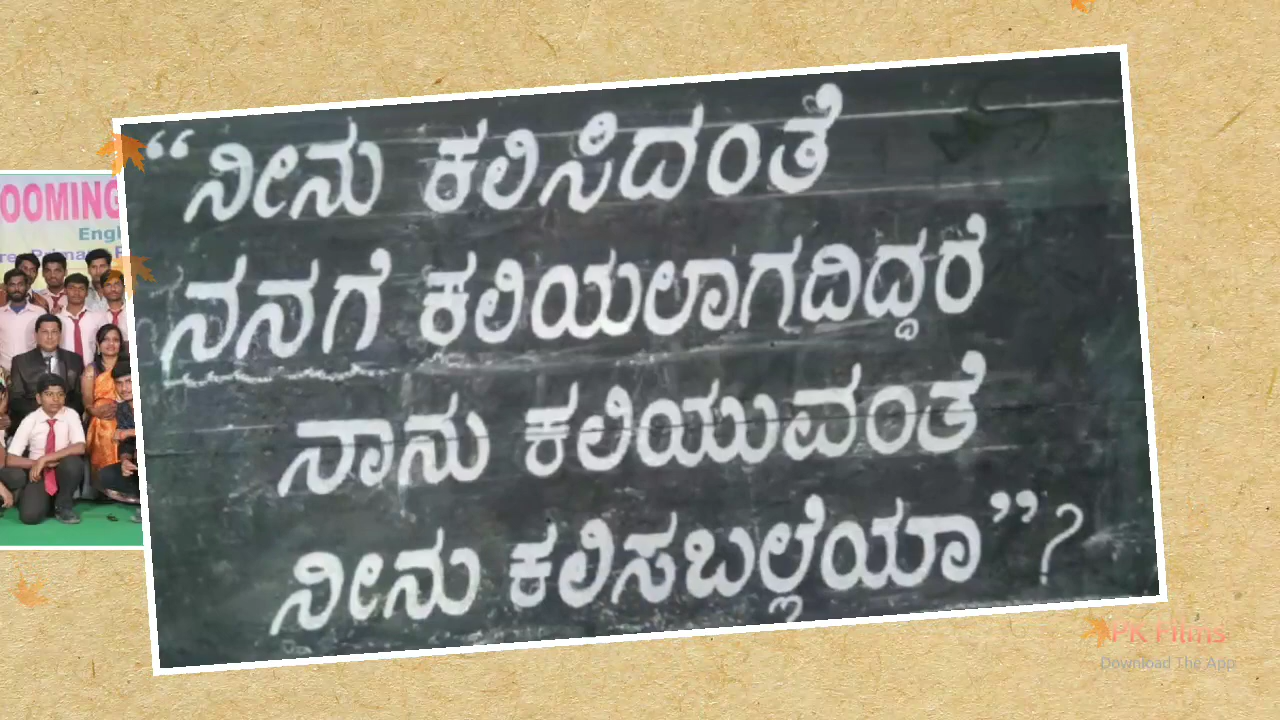 “ನೀನು ಕಲಿಸಿದಂತೆ
ನನಗೆ ಕಲಿಯಲಾಗದಿದ್ದರೆ
ನಾನು ಕಲಿಯುವಂತೆ
ನೀನು ಕಲಿಸಬಲ್ಲೆಯಾ”?
OOMING
Engl
PK Films
Download The App